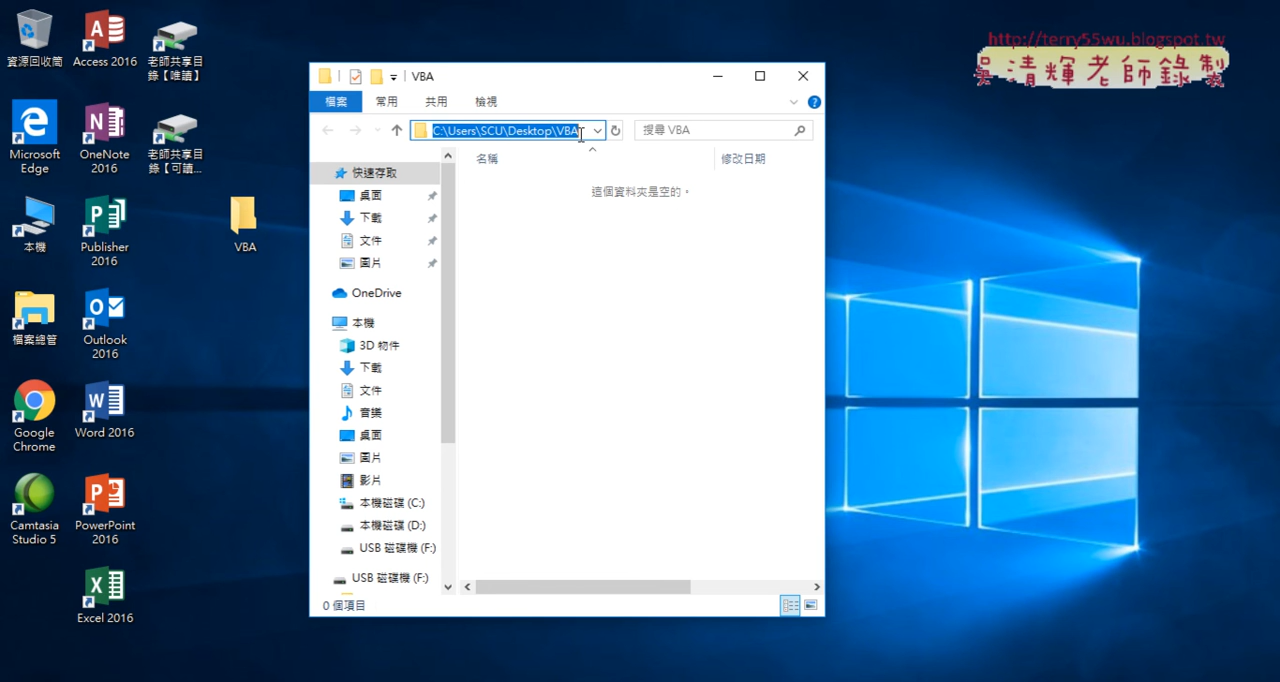 http://terry55wu.blogspot.tw
吳清輝老師錄製
資源回收筒
Access 2016
老師共享目
錄【唯讀】
Microsoft
Edge
OneNote
2016
老師共享目
錄【可讀...
本機
Publisher
2016
VBA
檔案總管
Outlook
2016
Google
Chrome
Word 2016
Camtasia
Studio 5
PowerPoint
2016
Excel 2016
VBA
檔案
常用
共用
檢視
C:\Users\SCU\Desktop\VBA
搜尋 VBA
名稱
修改日期
這個資料夾是空的。
快速存取
桌面
下載
文件
圖片
OneDrive
本機
3D 物件
下載
文件
音樂
桌面
圖片
影片
本機磁碟 (C:)
本機磁碟 (D:)
USB 磁碟機 (F:)
USB 磁碟機 (F:)
0 個項目